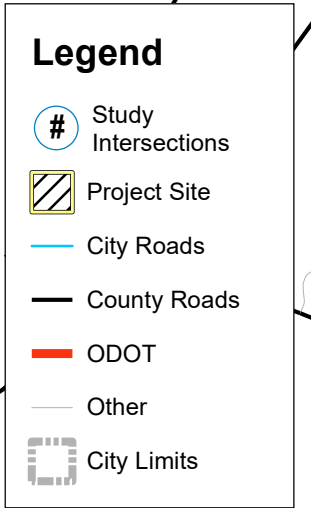 Legend
#
Study
Intersections
Project Site
City Roads
County Roads
ODOT
Other
City Limits